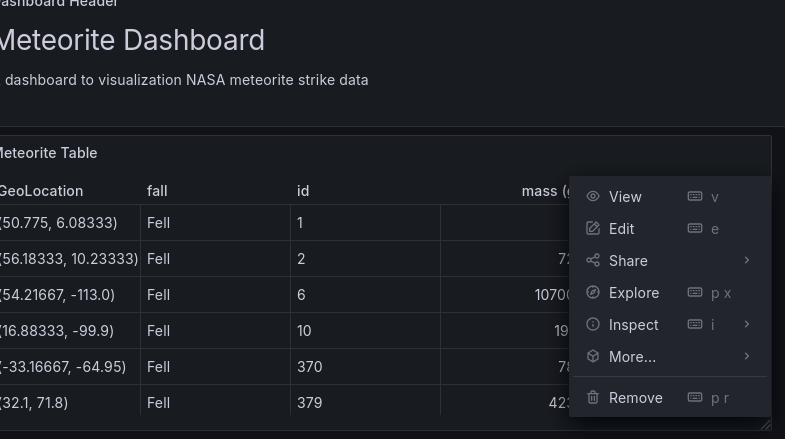 Dashboard Header
Meteorite Dashboard
dashboard to visualization NASA meteorite strike data
Meteorite Table
GeoLocation fall id mass (g
(50.775, 6.08333) Fell 1
(56.18333, 10.23333) Fell 2 72
(54.21667, -113.0) Fell 6 10700
(16.88333, -99.9) Fell 10 19
(-33.16667, -64.95) Fell 370 78
(32.1, 71.8) Fell 379 423
View v
Edit e
Share
Explore p x
Inspect i
More...
Remove p r